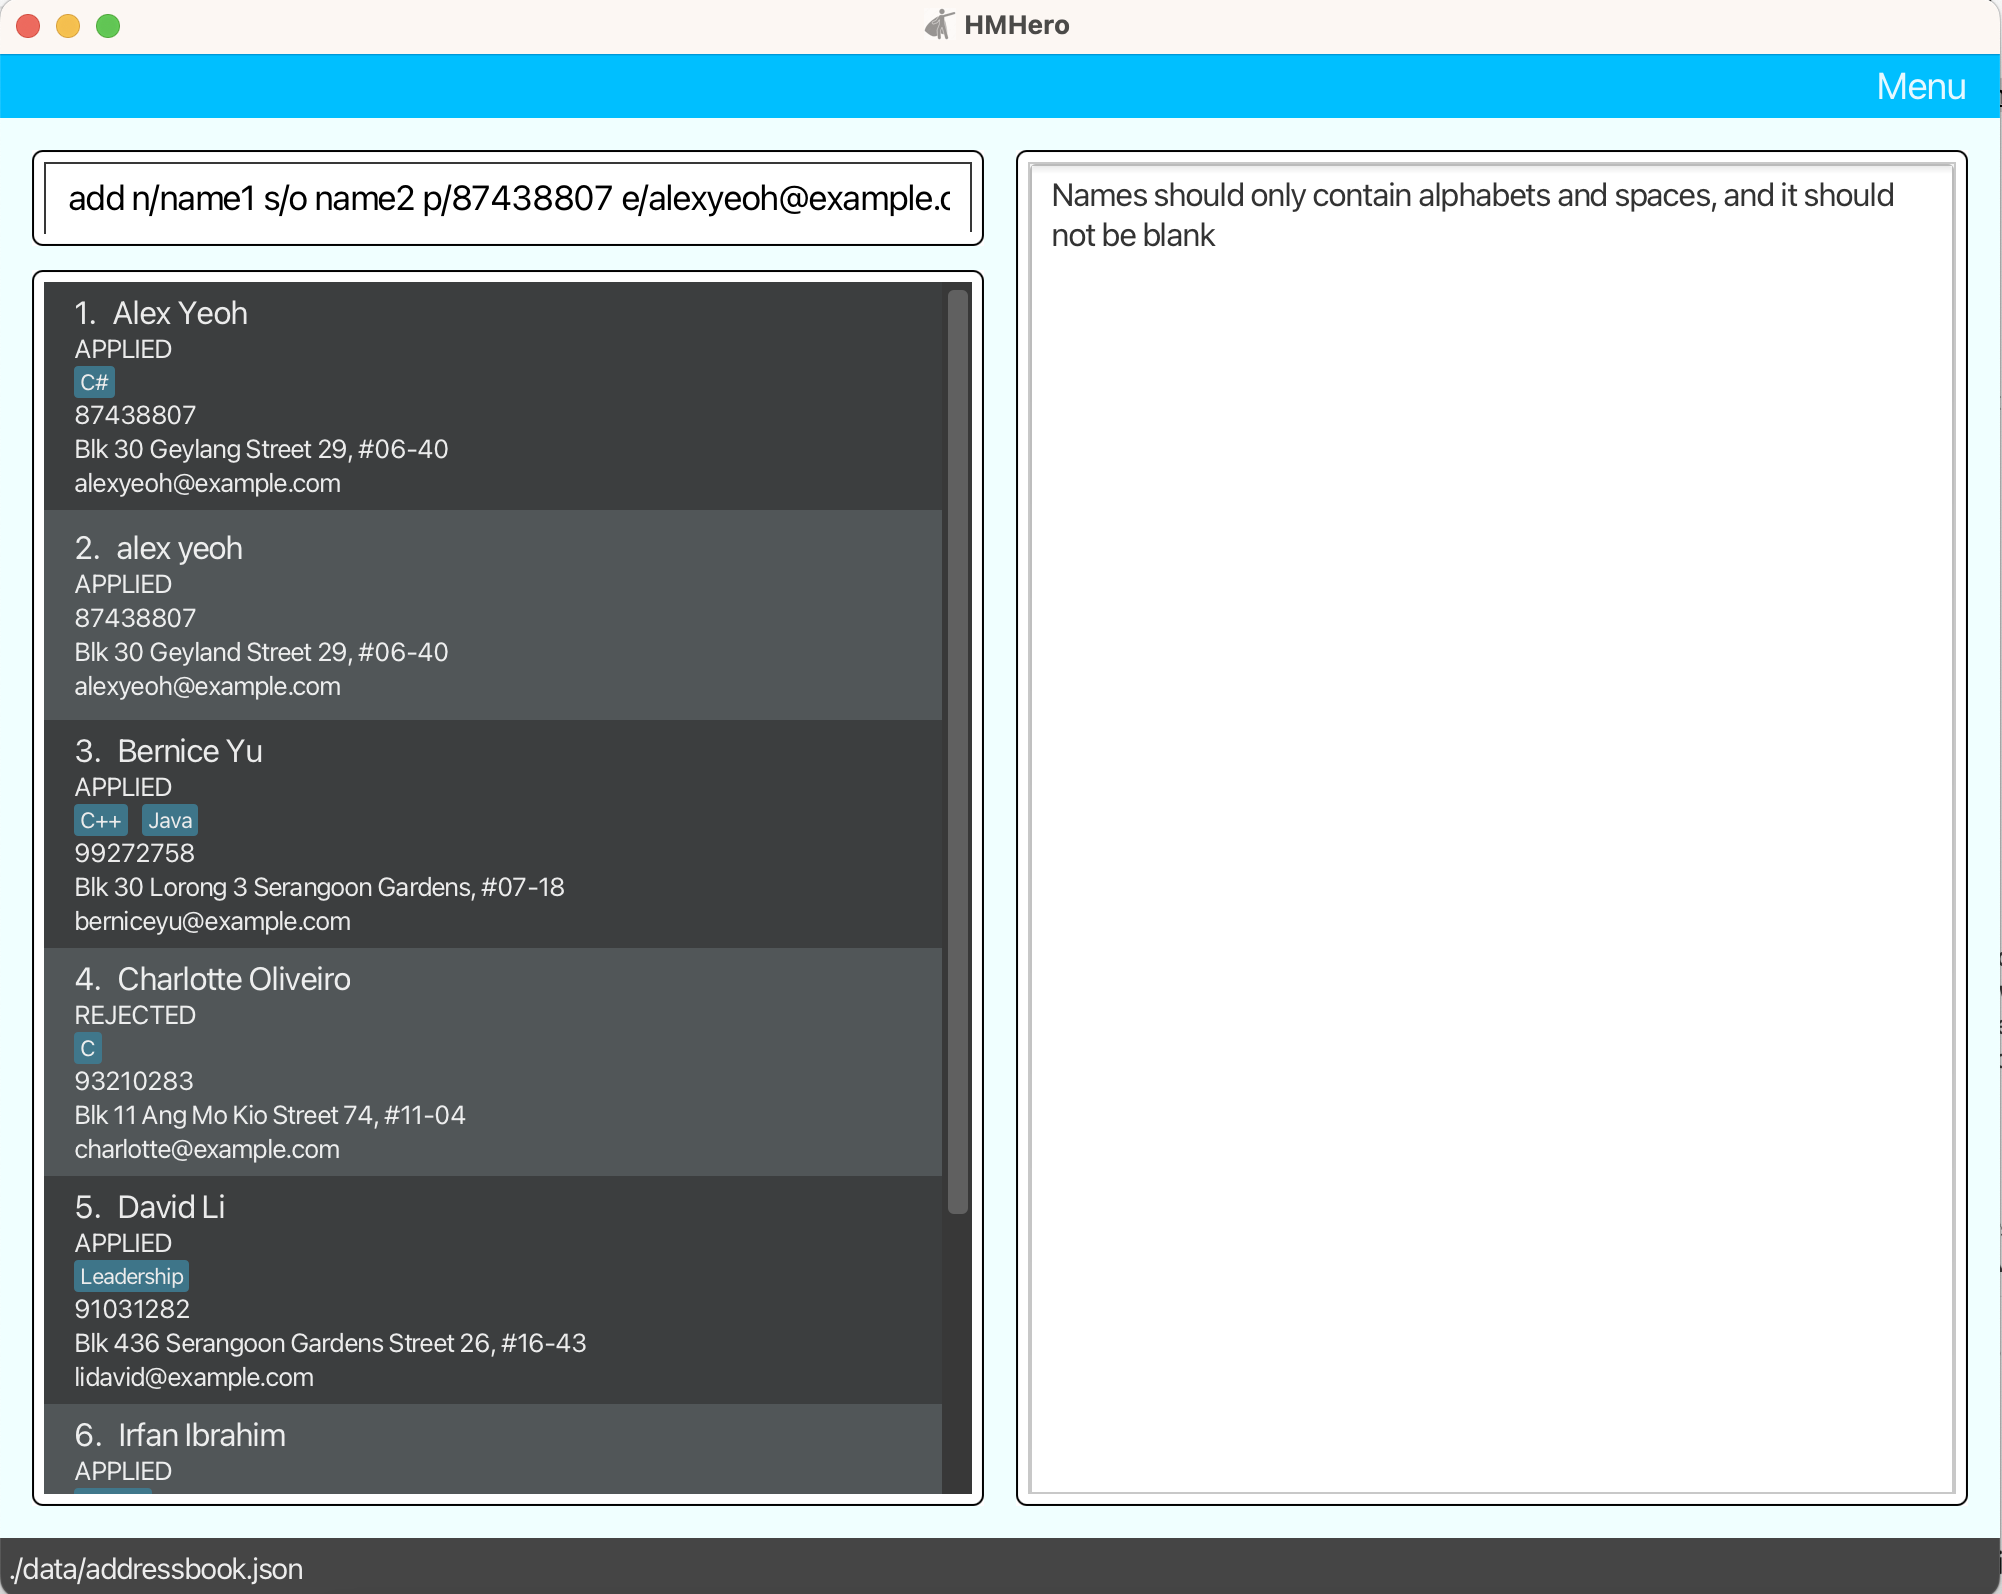 HMHero
Menu
add n/name1 s/o name2 p/87438807 e/alexyeoh@example.c
Names should only contain alphabets and spaces, and it should
not be blank
1. Alex Yeoh
APPLIED
C#
87438807
Blk 30 Geylang Street 29, #06-40
alexyeoh@example.com
2. alex yeoh
APPLIED
87438807
Blk 30 Geyland Street 29, #06-40
alexyeoh@example.com
3. Bernice Yu
APPLIED
C++ Java
99272758
Blk 30 Lorong 3 Serangoon Gardens, #07-18
berniceyu@example.com
4. Charlotte Oliveiro
REJECTED
C
93210283
Blk 11 Ang Mo Kio Street 74, #11-04
charlotte@example.com
5. David Li
APPLIED
Leadership
91031282
Blk 436 Serangoon Gardens Street 26, #16-43
lidavid@example.com
6. Irfan Ibrahim
APPLIED
./data/addressbook.json